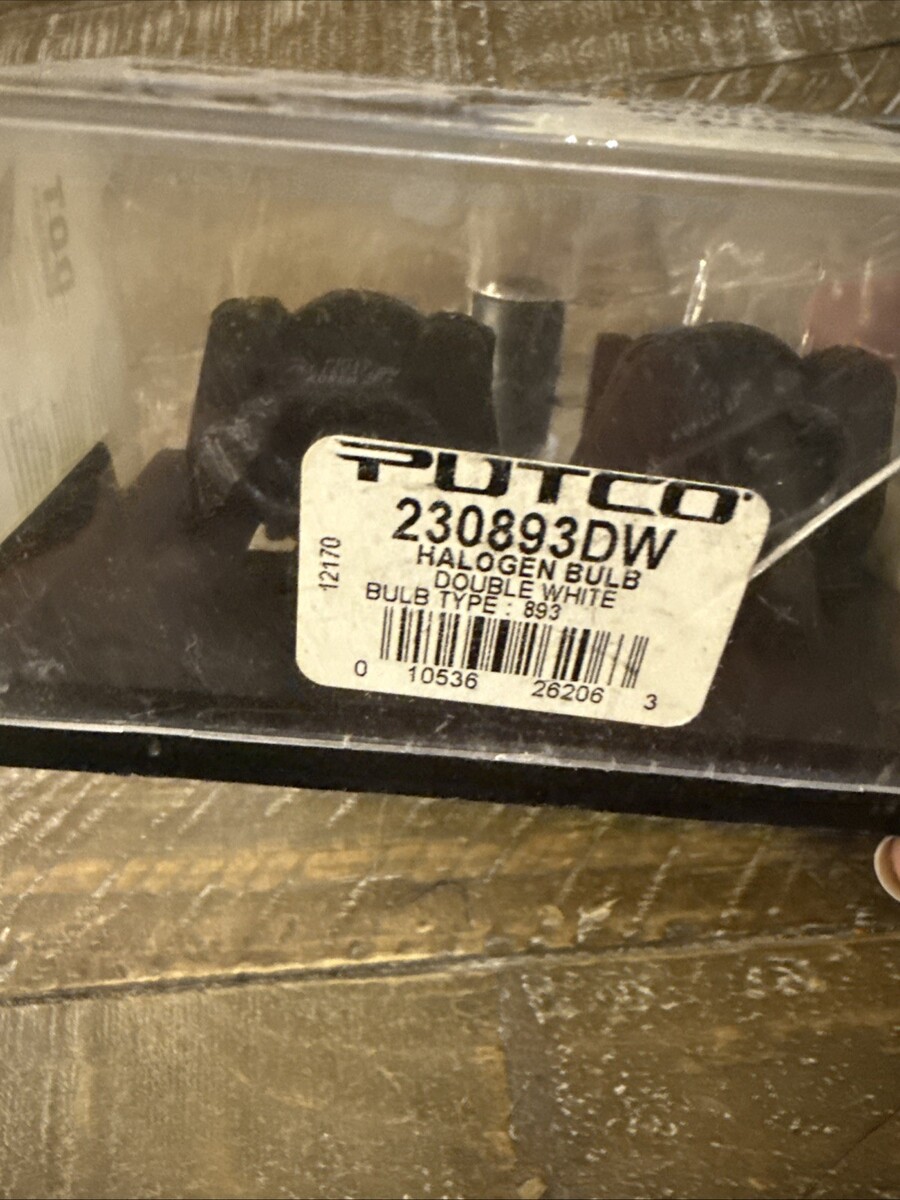 PUTCO
230893DW
HALOGEN BULB
DOUBLE WHITE
BULB TYPE : 893
12170
0 10536 26206 3